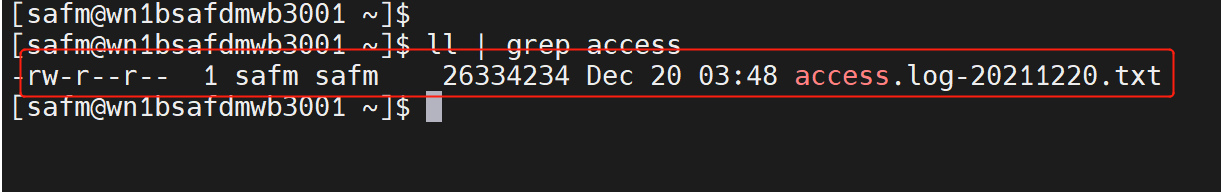 [safm@wn1bsafdmwb3001 ~]$
[safm@wn1bsafdmwb3001 ~]$ ll | grep access
-rw-r--r--  1 safm safm    26334234 Dec 20 03:48 access.log-20211220.txt
[safm@wn1bsafdmwb3001 ~]$